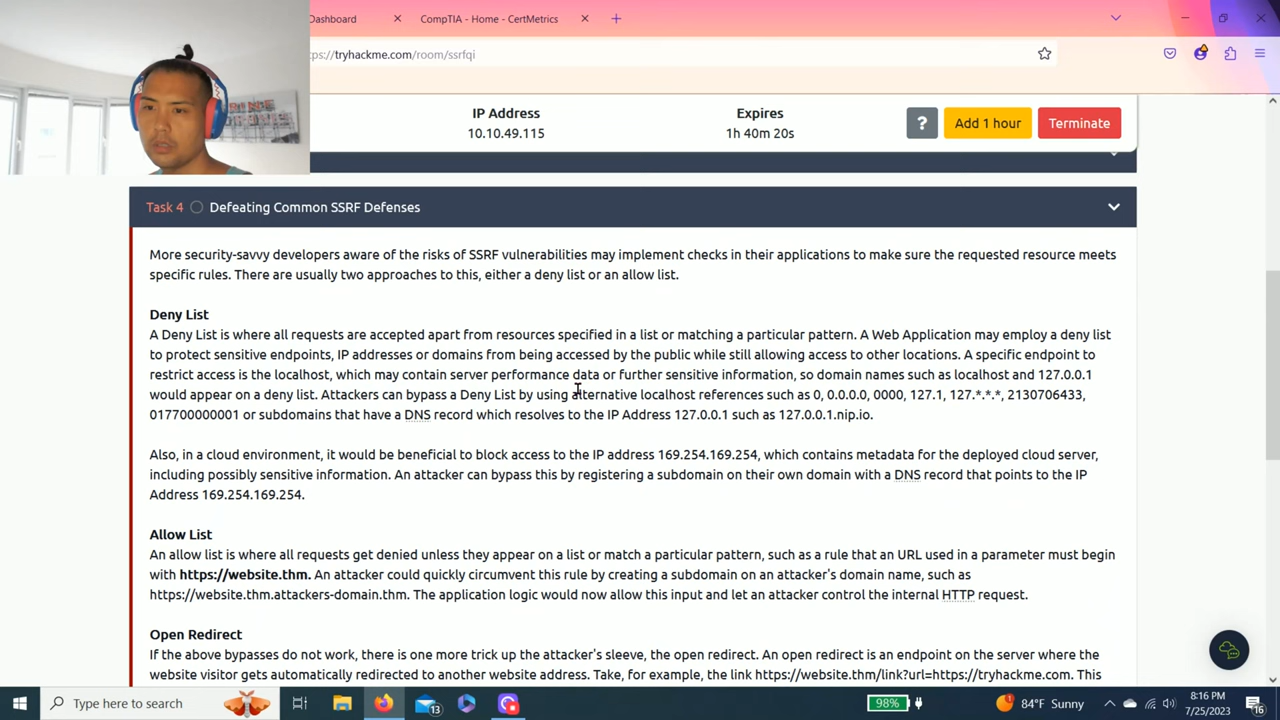 Dashboard
CompTIA - Home - CertMetrics
tps://tryhackme.com/room/ssrfqi
IP Address
Expires
10.10.49.115
1h 40m 20s
?
Add 1 hour
Terminate
Task 4
Defeating Common SSRF Defenses
More security-savvy developers aware of the risks of SSRF vulnerabilities may implement checks in their applications to make sure the requested resource meets
specific rules. There are usually two approaches to this, either a deny list or an allow list.
Deny List
A Deny List is where all requests are accepted apart from resources specified in a list or matching a particular pattern. A Web Application may employ a deny list
to protect sensitive endpoints, IP addresses or domains from being accessed by the public while still allowing access to other locations. A specific endpoint to
restrict access is the localhost, which may contain server performance data or further sensitive information, so domain names such as localhost and 127.0.0.1
would appear on a deny list. Attackers can bypass a Deny List by using alternative localhost references such as 0, 0.0.0.0, 0000, 127.1, 127.*.*.*, 2130706433,
017700000001 or subdomains that have a DNS record which resolves to the IP Address 127.0.0.1 such as 127.0.0.1.nip.io.
Also, in a cloud environment, it would be beneficial to block access to the IP address 169.254.169.254, which contains metadata for the deployed cloud server,
including possibly sensitive information. An attacker can bypass this by registering a subdomain on their own domain with a DNS record that points to the IP
Address 169.254.169.254.
Allow List
An allow list is where all requests get denied unless they appear on a list or match a particular pattern, such as a rule that an URL used in a parameter must begin
with https://website.thm. An attacker could quickly circumvent this rule by creating a subdomain on an attacker's domain name, such as
https://website.thm.attackers-domain.thm. The application logic would now allow this input and let an attacker control the internal HTTP request.
Open Redirect
If the above bypasses do not work, there is one more trick up the attacker's sleeve, the open redirect. An open redirect is an endpoint on the server where the
website visitor gets automatically redirected to another website address. Take, for example, the link https://website.thm/link?url=https://tryhackme.com. This
Type here to search
13
98%
84°F Sunny
8:16 PM
7/25/2023
16